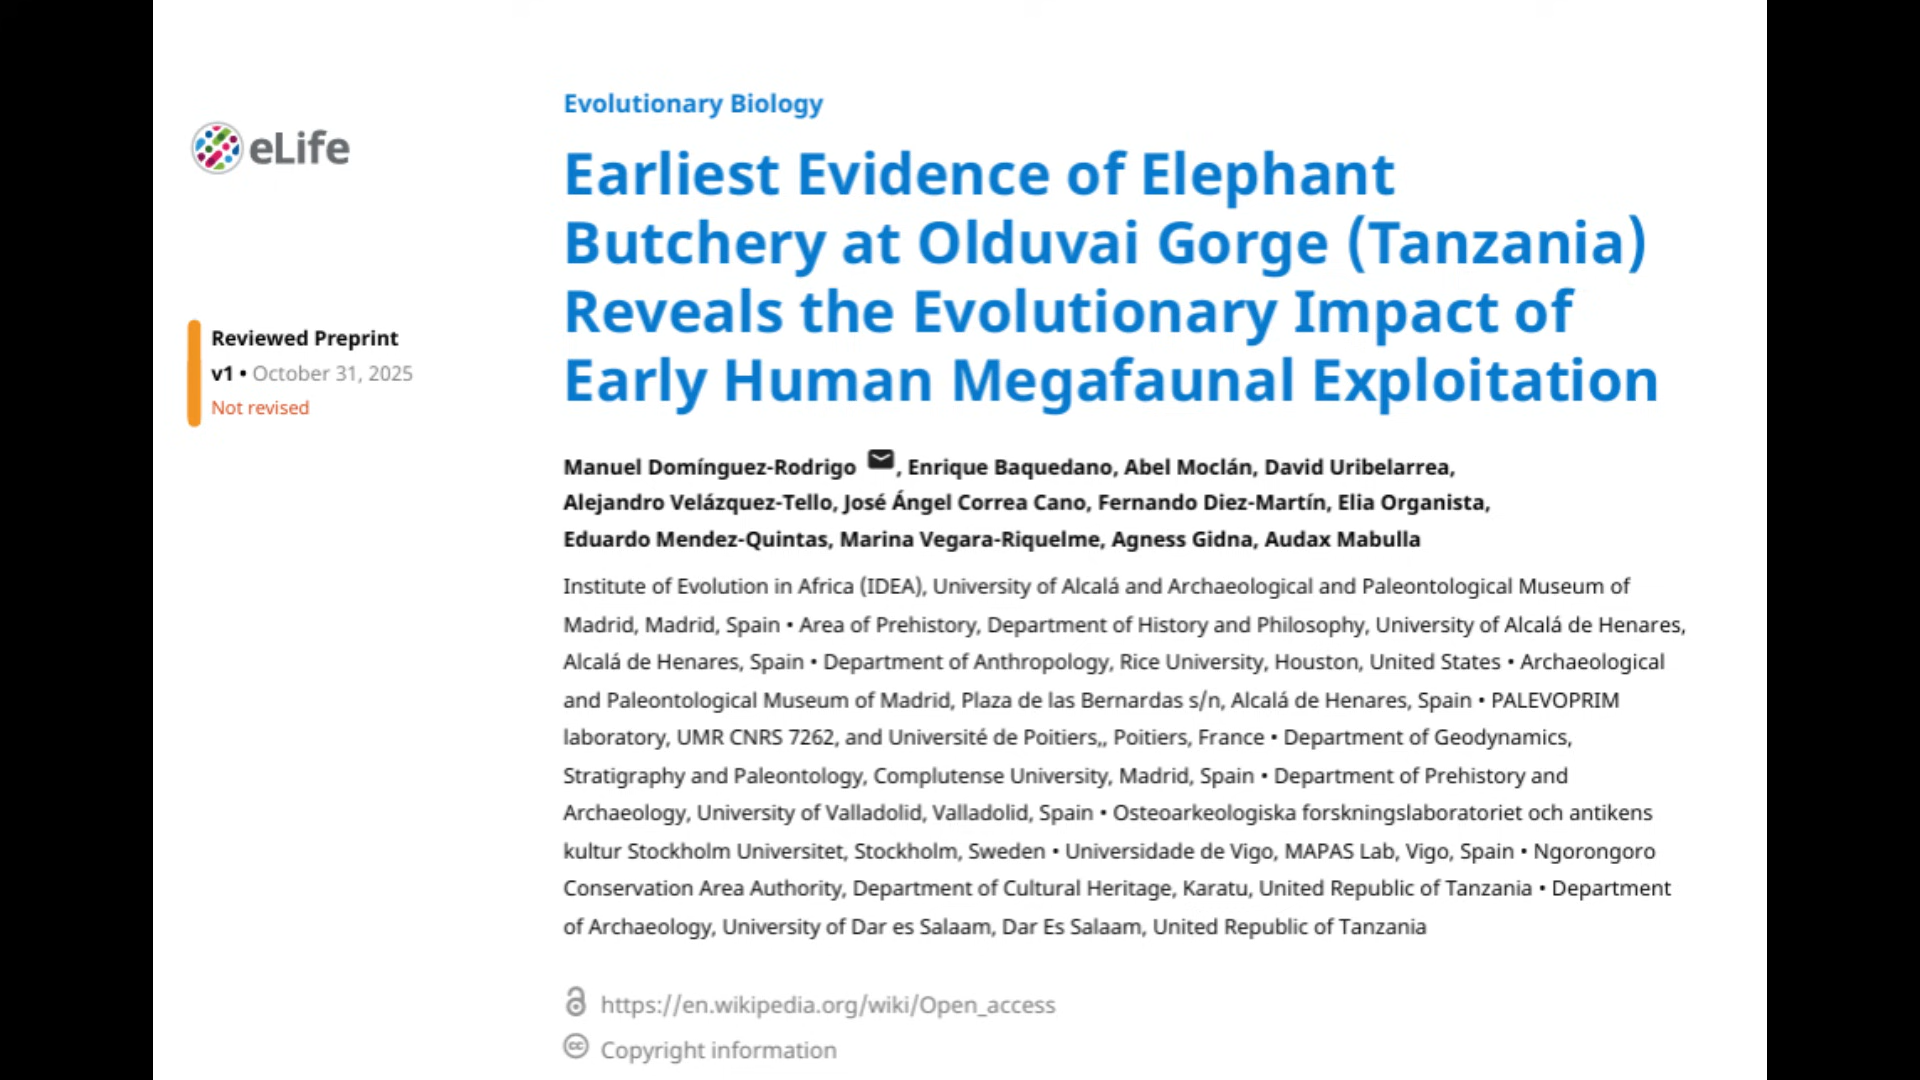 eLife
Reviewed Preprint
v1 • October 31, 2025
Not revised
Evolutionary Biology
Earliest Evidence of Elephant
Butchery at Olduvai Gorge (Tanzania)
Reveals the Evolutionary Impact of
Early Human Megafaunal Exploitation
Manuel Domínguez-Rodrigo , Enrique Baquedano, Abel Moclán, David Uribelarrea,
Alejandro Velázquez-Tello, José Ángel Correa Cano, Fernando Diez-Martín, Elia Organista,
Eduardo Mendez-Quintas, Marina Vegara-Riquelme, Agness Gidna, Audax Mabulla
Institute of Evolution in Africa (IDEA), University of Alcalá and Archaeological and Paleontological Museum of
Madrid, Madrid, Spain • Area of Prehistory, Department of History and Philosophy, University of Alcalá de Henares,
Alcalá de Henares, Spain • Department of Anthropology, Rice University, Houston, United States • Archaeological
and Paleontological Museum of Madrid, Plaza de las Bernardas s/n, Alcalá de Henares, Spain • PALEVOPRIM
laboratory, UMR CNRS 7262, and Université de Poitiers,, Poitiers, France • Department of Geodynamics,
Stratigraphy and Paleontology, Complutense University, Madrid, Spain • Department of Prehistory and
Archaeology, University of Valladolid, Valladolid, Spain • Osteoarkeologiska forskningslaboratoriet och antikens
kultur Stockholm Universitet, Stockholm, Sweden • Universidade de Vigo, MAPAS Lab, Vigo, Spain • Ngorongoro
Conservation Area Authority, Department of Cultural Heritage, Karatu, United Republic of Tanzania • Department
of Archaeology, University of Dar es Salaam, Dar Es Salaam, United Republic of Tanzania
https://en.wikipedia.org/wiki/Open_access
Copyright information